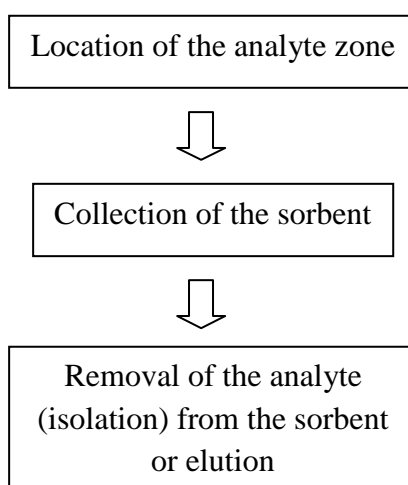 Location of the analyte zone
Collection of the sorbent
Removal of the analyte
(isolation) from the sorbent
or elution